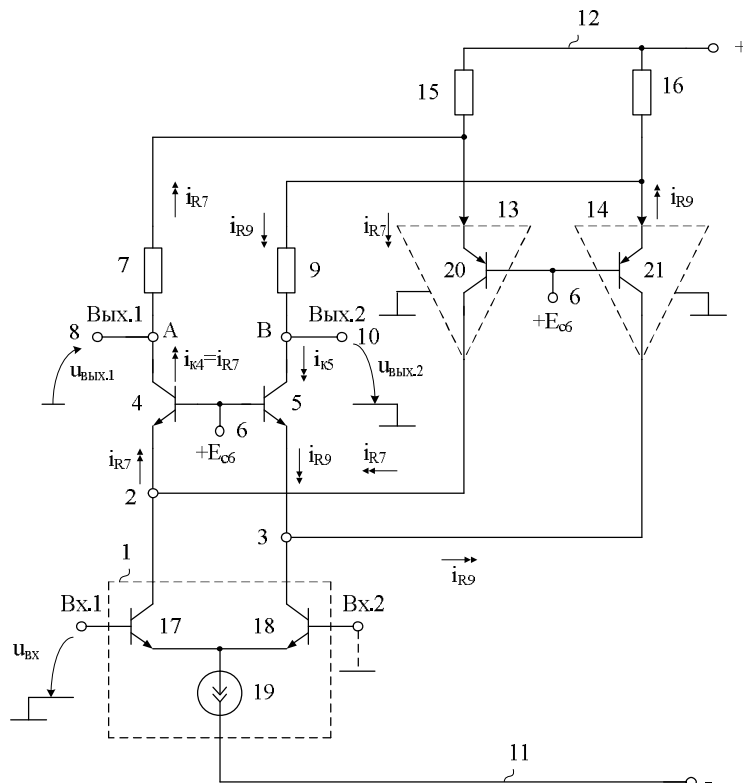 12
+
15
16
i_R7
i_R9
13
14
i_R7
i_R9
7
9
20
21
6
+E_c6
Вых.1
Вых.2
8
A
B
10
u_вых.1
i_к4=i_R7
i_к5
u_вых.2
4
5
6
+E_c6
i_R7
i_R9
i_R7
2
3
i_R9
1
Вх.1
Вх.2
17
18
u_вх
19
11
-